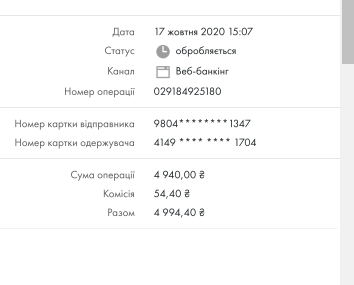 Дата 17 жовтня 2020 15:07
Статус обробляється
Канал Веб-банкінг
Номер операції 029184925180
Номер картки відправника 9804********1347
Номер картки одержувача 4149 **** **** 1704
Сума операції 4 940,00 ₴
Комісія 54,40 ₴
Разом 4 994,40 ₴